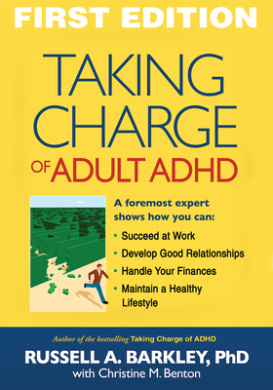 FIRST EDITION
TAKING
CHARGE
OF ADULT ADHD
A foremost expert
shows how you can:
• Succeed at Work
• Develop Good Relationships
• Handle Your Finances
• Maintain a Healthy
Lifestyle
Author of the bestselling Taking Charge of ADHD
RUSSELL A. BARKLEY, PhD
with Christine M. Benton